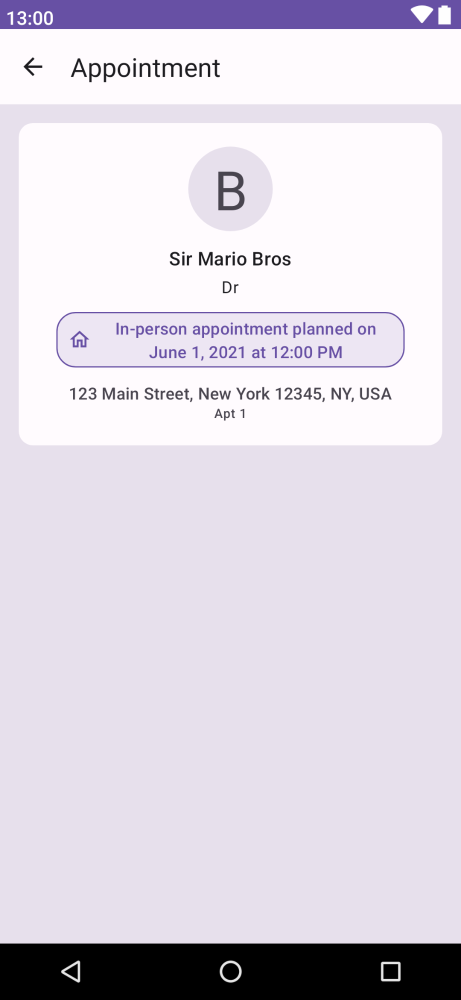 13:00
Appointment
B
Sir Mario Bros
Dr
In-person appointment planned on
June 1, 2021 at 12:00 PM
123 Main Street, New York 12345, NY, USA
Apt 1